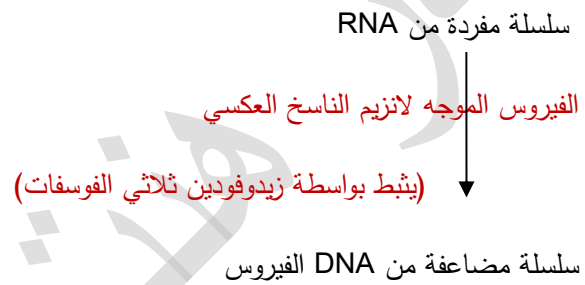 سلسلة مفردة من RNA
الفيروس الموجه لانزيم الناسخ العكسي
(يثبط بواسطة زيدوفودين ثلاثي الفوسفات)
سلسلة مضاعفة من DNA الفيروس